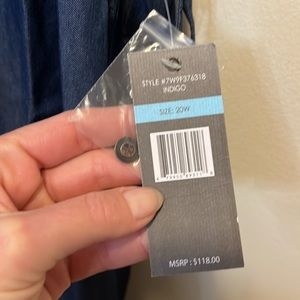 STYLE #7W9F376318
INDIGO
SIZE: 20W
MSRP : $118.00